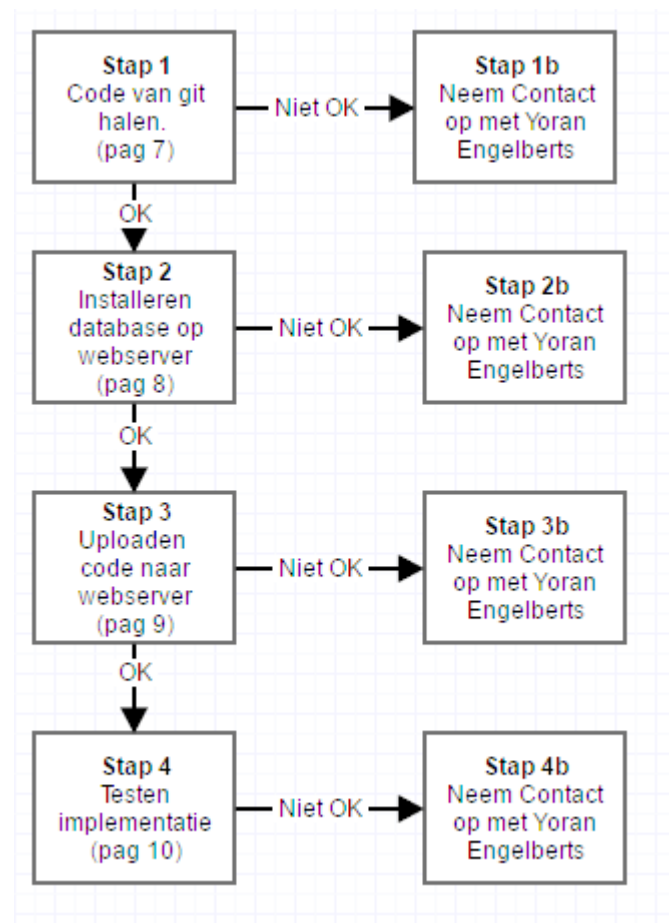 Stap 1
Code van git
halen.
(pag 7)
Niet OK
Stap 1b
Neem Contact
op met Yoran
Engelberts
OK
Stap 2
Installeren
database op
webserver
(pag 8)
Niet OK
Stap 2b
Neem Contact
op met Yoran
Engelberts
OK
Stap 3
Uploaden
code naar
webserver
(pag 9)
Niet OK
Stap 3b
Neem Contact
op met Yoran
Engelberts
OK
Stap 4
Testen
implementatie
(pag 10)
Niet OK
Stap 4b
Neem Contact
op met Yoran
Engelberts